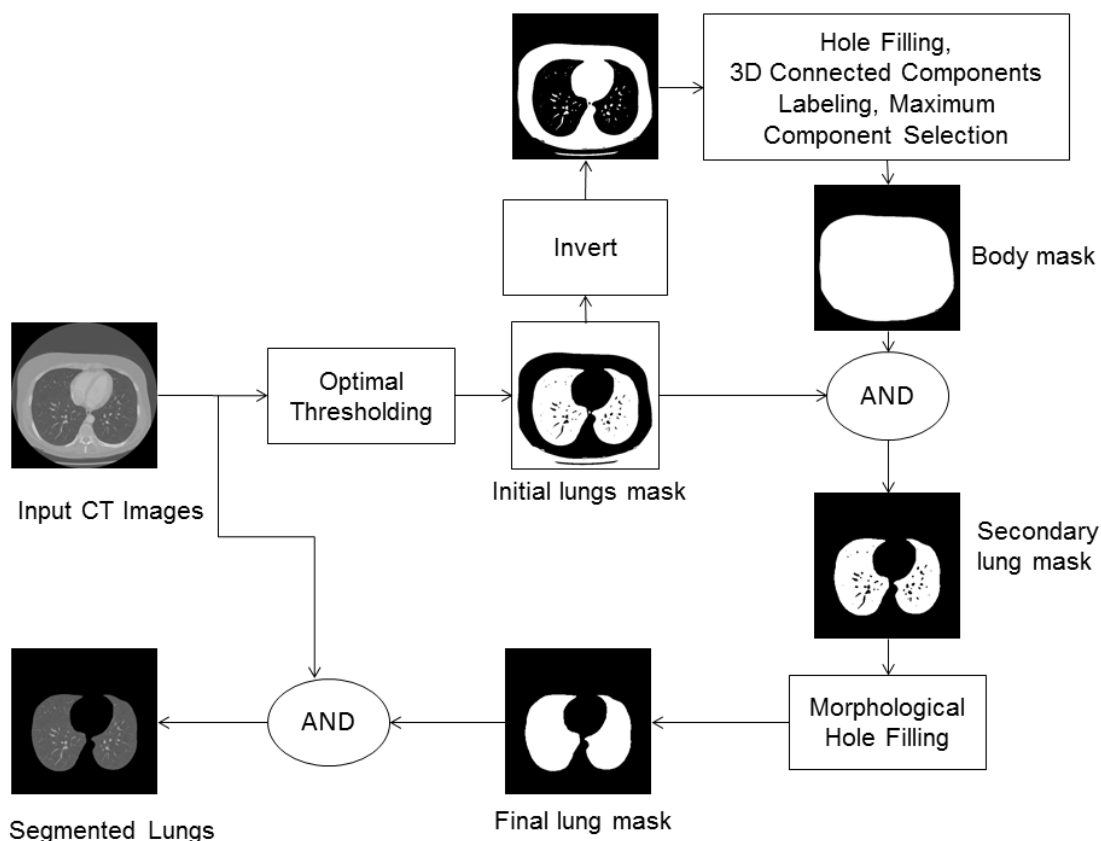 Hole Filling,
3D Connected Components
Labeling, Maximum
Component Selection
Invert
Body mask
Optimal
Thresholding
AND
Input CT Images
Initial lungs mask
Secondary
lung mask
AND
Morphological
Hole Filling
Segmented Lungs
Final lung mask